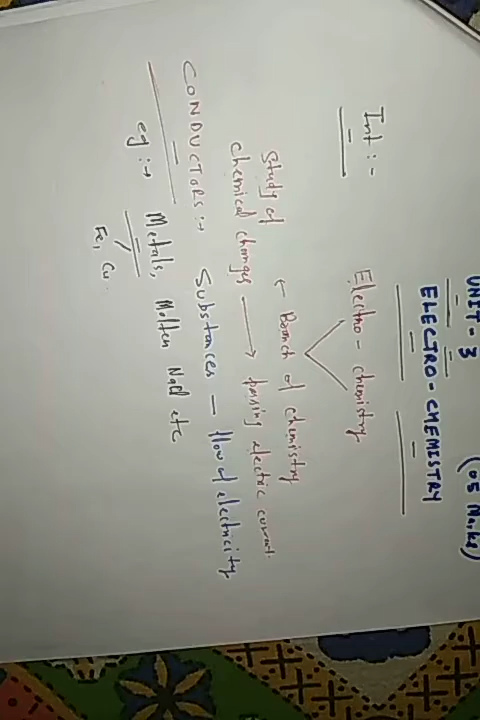 UNIT-3 (05 Marks)
ELECTRO-CHEMISTRY
Int :-
Electro - chemistry
← Branch of chemistry
Study of
chemical changes → passing electric current.
CONDUCTORS :→ Substances — flow of electricity
eg :→ Metals, Molten NaCl etc
Fe, Cu